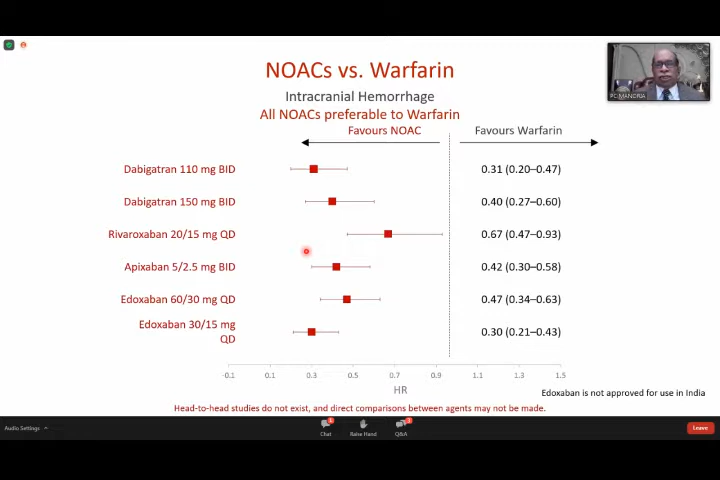 PC MANORIA
NOACs vs. Warfarin
Intracranial Hemorrhage
All NOACs preferable to Warfarin
Favours NOAC
Favours Warfarin
Dabigatran 110 mg BID
0.31 (0.20–0.47)
Dabigatran 150 mg BID
0.40 (0.27–0.60)
Rivaroxaban 20/15 mg QD
0.67 (0.47–0.93)
Apixaban 5/2.5 mg BID
0.42 (0.30–0.58)
Edoxaban 60/30 mg QD
0.47 (0.34–0.63)
Edoxaban 30/15 mg
QD
0.30 (0.21–0.43)
-0.1 0.1 0.3 0.5 0.7 0.9 1.1 1.3 1.5
HR
Edoxaban is not approved for use in India
Head-to-head studies do not exist, and direct comparisons between agents may not be made.
Audio Settings
Chat
Raise Hand
Q&A
Leave